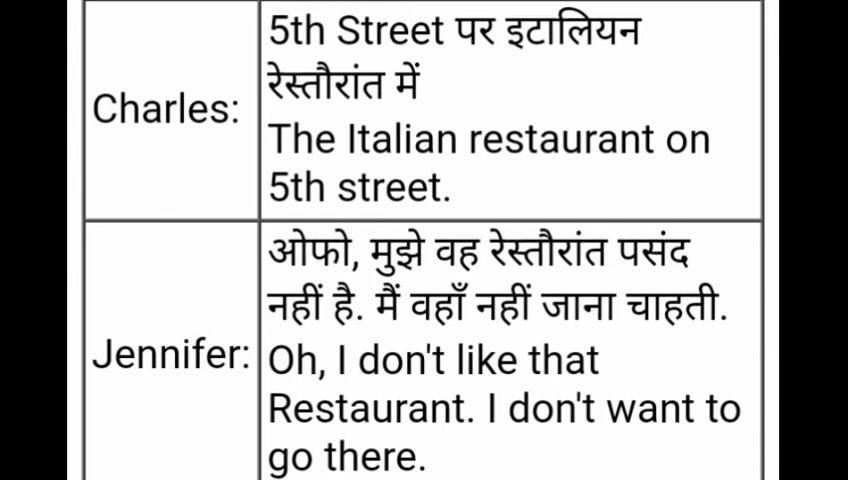 Charles:
5th Street पर इटालियन
रेस्तौरांत में
The Italian restaurant on
5th street.
Jennifer:
ओफो, मुझे वह रेस्तौरांत पसंद
नहीं है. मैं वहाँ नहीं जाना चाहती.
Oh, I don't like that
Restaurant. I don't want to
go there.